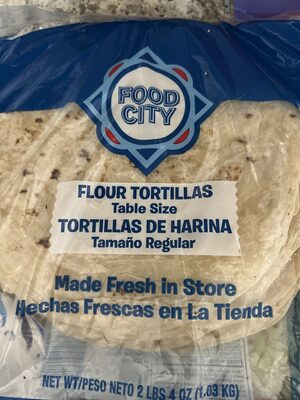 FOOD
CITY
FLOUR TORTILLAS
Table Size
TORTILLAS DE HARINA
Tamaño Regular
Made Fresh in Store
Hechas Frescas en La Tienda
NET WT/PESO NETO 2 LBS 4 OZ (1.03 KG)